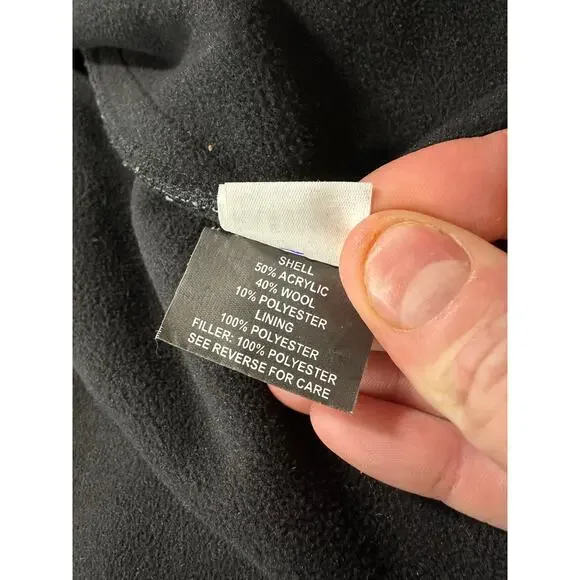 SHELL
50% ACRYLIC
40% WOOL
10% POLYESTER
LINING
100% POLYESTER
FILLER: 100% POLYESTER
SEE REVERSE FOR CARE